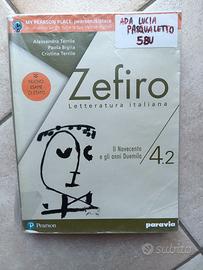 MY PEARSON PLACE
Alessandra Terrile
Paola Biglia
Cristina Terrile
ADA LUCIA
PASQUALETTO
5BU
Zefiro
Letteratura italiana
NUOVO
ESAME
DI STATO
Il Novecento
e gli anni Duemila
4.2
Pearson
paravia
subito